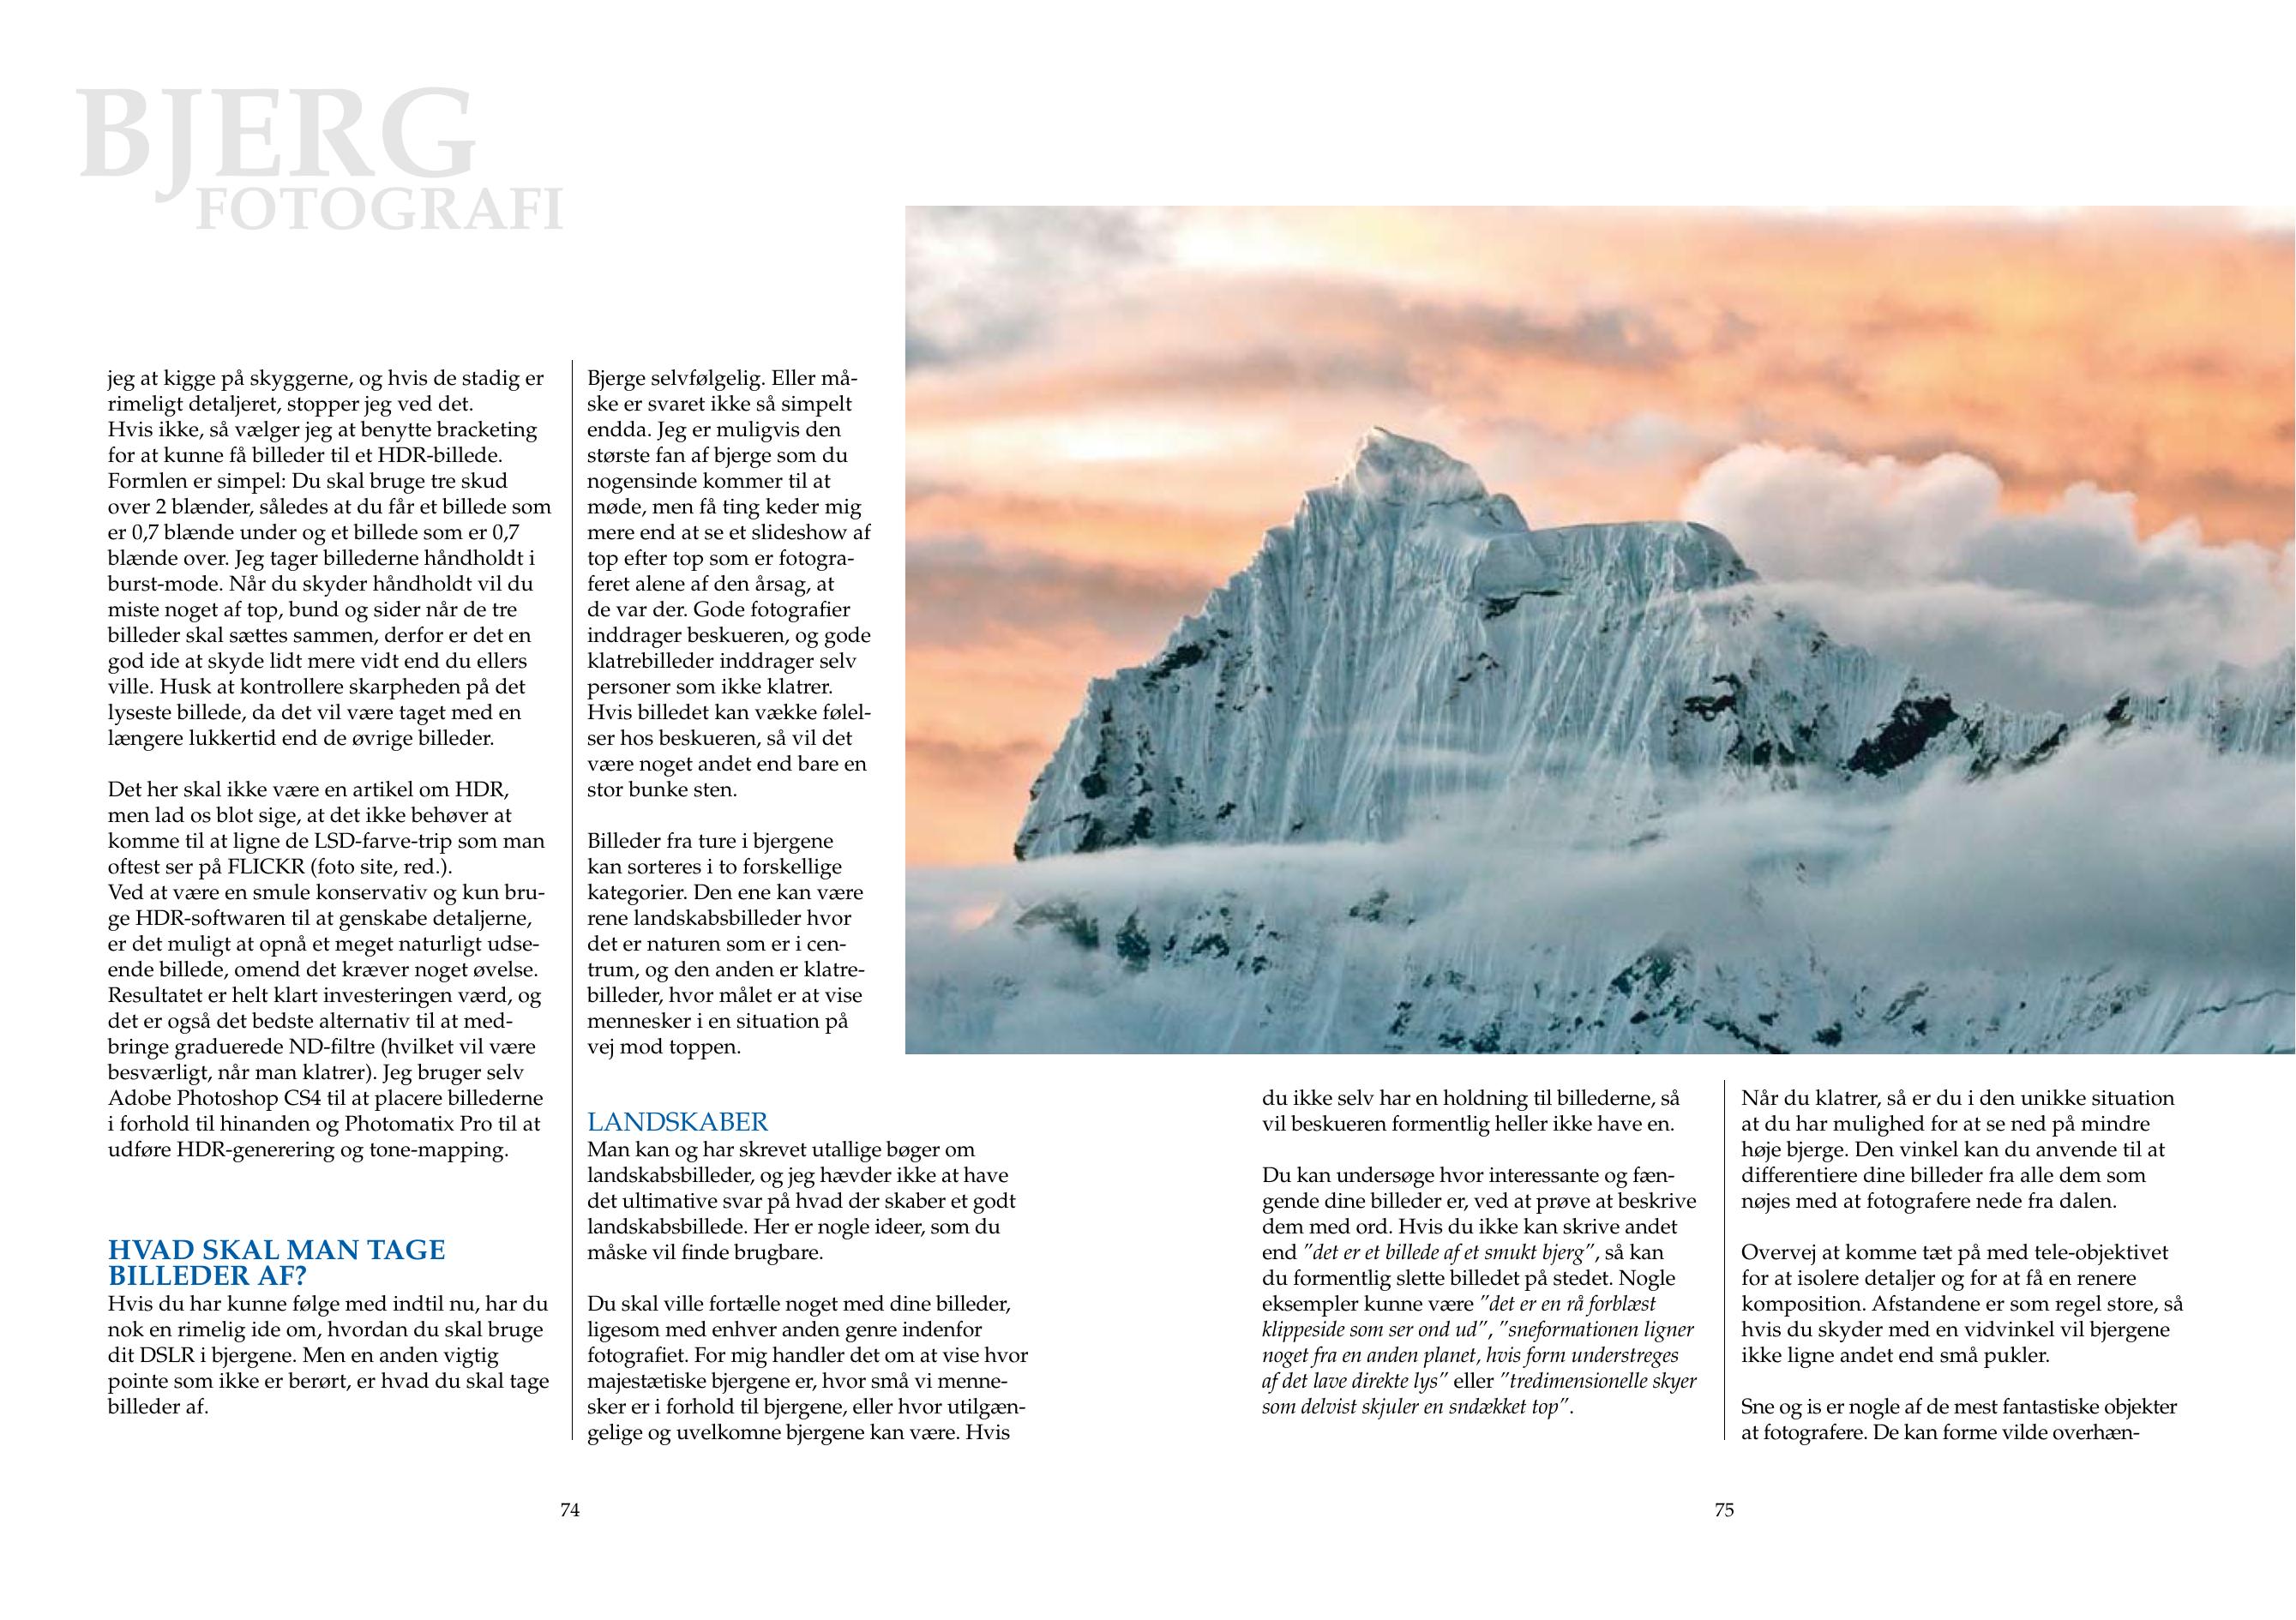 BJERG
FOTOGRAFI
jeg at kigge på skyggerne, og hvis de stadig er
rimeligt detaljeret, stopper jeg ved det.
Hvis ikke, så vælger jeg at benytte bracketing
for at kunne få billeder til et HDR-billede.
Formlen er simpel: Du skal bruge tre skud
over 2 blænder, således at du får et billede som
er 0,7 blænde under og et billede som er 0,7
blænde over. Jeg tager billederne håndholdt i
burst-mode. Når du skyder håndholdt vil du
miste noget af top, bund og sider når de tre
billeder skal sættes sammen, derfor er det en
god ide at skyde lidt mere vidt end du ellers
ville. Husk at kontrollere skarpheden på det
lyseste billede, da det vil være taget med en
længere lukkertid end de øvrige billeder.
Det her skal ikke være en artikel om HDR,
men lad os blot sige, at det ikke behøver at
komme til at ligne de LSD-farve-trip som man
oftest ser på FLICKR (foto site, red.).
Ved at være en smule konservativ og kun bru-
ge HDR-softwaren til at genskabe detaljerne,
er det muligt at opnå et meget naturligt udse-
ende billede, omend det kræver noget øvelse.
Resultatet er helt klart investeringen værd, og
det er også det bedste alternativ til at med-
bringe graduerede ND-filtre (hvilket vil være
besværligt, når man klatrer). Jeg bruger selv
Adobe Photoshop CS4 til at placere billederne
i forhold til hinanden og Photomatix Pro til at
udføre HDR-generering og tone-mapping.
HVAD SKAL MAN TAGE
BILLEDER AF?
Hvis du har kunne følge med indtil nu, har du
nok en rimelig ide om, hvordan du skal bruge
dit DSLR i bjergene. Men en anden vigtig
pointe som ikke er berørt, er hvad du skal tage
billeder af.
Bjerge selvfølgelig. Eller må-
ske er svaret ikke så simpelt
endda. Jeg er muligvis den
største fan af bjerge som du
nogensinde kommer til at
møde, men få ting keder mig
mere end at se et slideshow af
top efter top som er fotogra-
feret alene af den årsag, at
de var der. Gode fotografier
inddrager beskueren, og gode
klatrebilleder inddrager selv
personer som ikke klatrer.
Hvis billedet kan vække følel-
ser hos beskueren, så vil det
være noget andet end bare en
stor bunke sten.
Billeder fra ture i bjergene
kan sorteres i to forskellige
kategorier. Den ene kan være
rene landskabsbilleder hvor
det er naturen som er i cen-
trum, og den anden er klatre-
billeder, hvor målet er at vise
mennesker i en situation på
vej mod toppen.
LANDSKABER
Man kan og har skrevet utallige bøger om
landskabsbilleder, og jeg hævder ikke at have
det ultimative svar på hvad der skaber et godt
landskabsbillede. Her er nogle ideer, som du
måske vil finde brugbare.
Du skal ville fortælle noget med dine billeder,
ligesom med enhver anden genre indenfor
fotografiet. For mig handler det om at vise hvor
majestætiske bjergene er, hvor små vi menne-
sker er i forhold til bjergene, eller hvor utilgæn-
gelige og uvelkomne bjergene kan være. Hvis
74
du ikke selv har en holdning til billederne, så
vil beskueren formentlig heller ikke have en.
Du kan undersøge hvor interessante og fæn-
gende dine billeder er, ved at prøve at beskrive
dem med ord. Hvis du ikke kan skrive andet
end ”det er et billede af et smukt bjerg”, så kan
du formentlig slette billedet på stedet. Nogle
eksempler kunne være ”det er en rå forblæst
klippeside som ser ond ud”, ”sneformationen ligner
noget fra en anden planet, hvis form understreges
af det lave direkte lys” eller ”tredimensionelle skyer
som delvist skjuler en sndækket top”.
Når du klatrer, så er du i den unikke situation
at du har mulighed for at se ned på mindre
høje bjerge. Den vinkel kan du anvende til at
differentiere dine billeder fra alle dem som
nøjes med at fotografere nede fra dalen.
Overvej at komme tæt på med tele-objektivet
for at isolere detaljer og for at få en renere
komposition. Afstandene er som regel store, så
hvis du skyder med en vidvinkel vil bjergene
ikke ligne andet end små pukler.
Sne og is er nogle af de mest fantastiske objekter
at fotografere. De kan forme vilde overhæn-
75